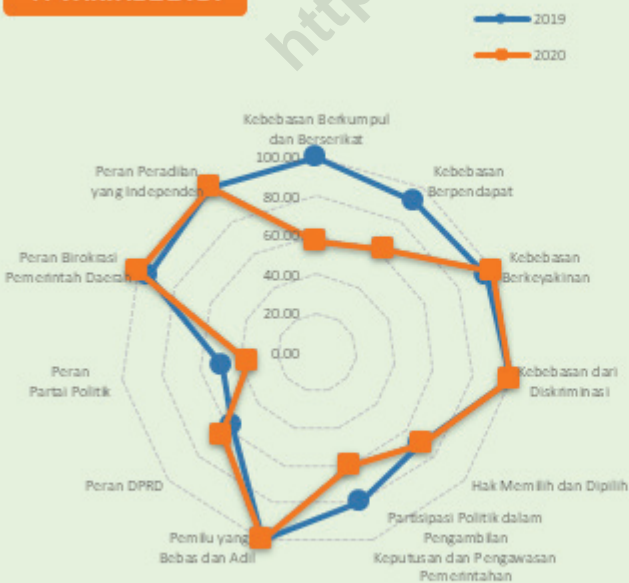 http
2019
2020
Kebebasan Berkumpul
dan Berserikat
100.00
80.00
60.00
40.00
20.00
0.00
Kebebasan
Berpendapat
Kebebasan
Berkeyakinan
Kebebasan dari
Diskriminasi
Hak Memilih dan Dipilih
Partisipasi Politik dalam
Pengambilan
Keputusan dan Pengawasan
Pemerintahan
Pemilu yang
Bebas dan Adil
Peran DPRD
Peran
Partai Politik
Peran Birokrasi
Pemerintah Daerah
Peran Peradilan
yang Independen